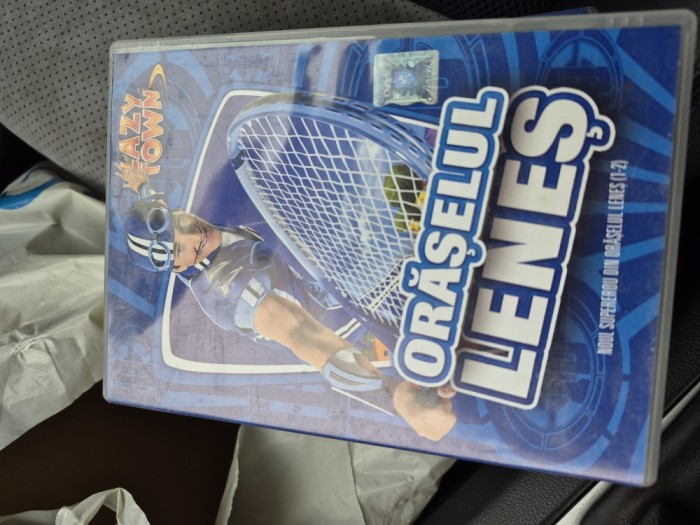 LAZY
TOWN
ORĂȘELUL
LENEȘ
NOUL SUPEREROU DIN ORĂȘELUL LENEȘ (1-2)